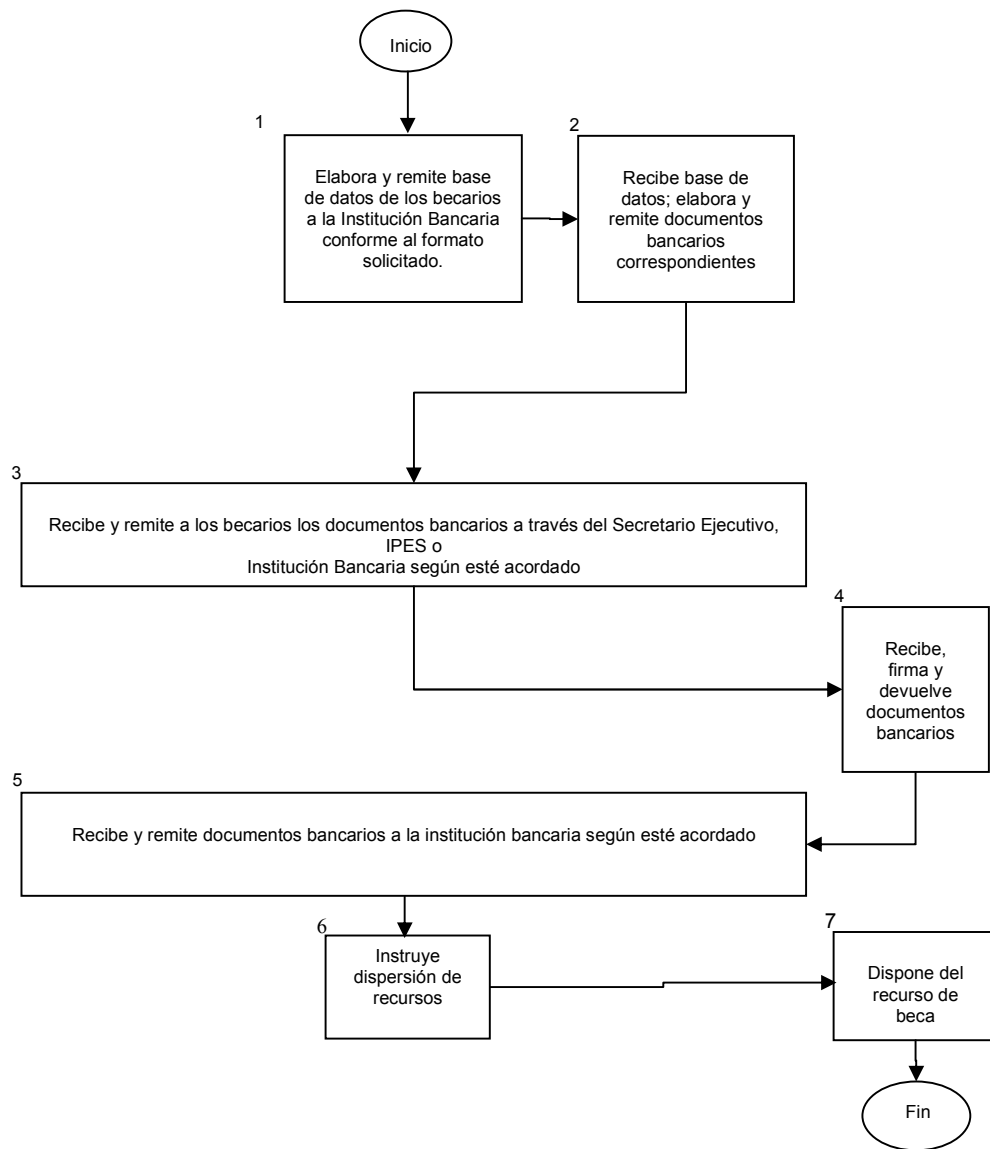 Inicio
1
Elabora y remite base
de datos de los becarios
a la Institución Bancaria
conforme al formato
solicitado.
2
Recibe base de
datos; elabora y
remite documentos
bancarios
correspondientes
3
Recibe y remite a los becarios los documentos bancarios a través del Secretario Ejecutivo,
IPES o
Institución Bancaria según esté acordado
4
Recibe,
firma y
devuelve
documentos
bancarios
5
Recibe y remite documentos bancarios a la institución bancaria según esté acordado
6
Instruye
dispersión de
recursos
7
Dispone del
recurso de
beca
Fin